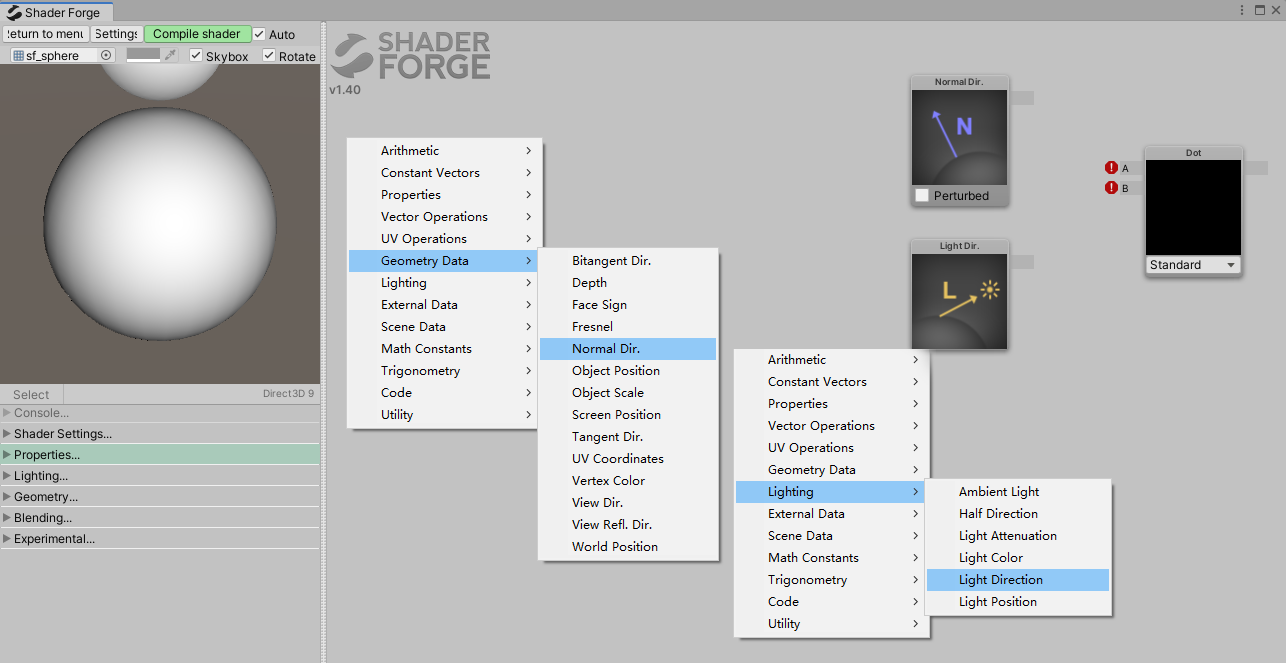 Shader Forge
Return to menu
Settings
Compile shader
Auto
sf_sphere
Skybox
Rotate
SHADER
FORGE
v1.40
Select
Direct3D 9
Console...
Shader Settings...
Properties...
Lighting...
Geometry...
Blending...
Experimental...
Arithmetic
Constant Vectors
Properties
Vector Operations
UV Operations
Geometry Data
Lighting
External Data
Scene Data
Math Constants
Trigonometry
Code
Utility
Bitangent Dir.
Depth
Face Sign
Fresnel
Normal Dir.
Object Position
Object Scale
Screen Position
Tangent Dir.
UV Coordinates
Vertex Color
View Dir.
View Refl. Dir.
World Position
Normal Dir.
N
Perturbed
Light Dir.
L
Dot
A
B
Standard
Arithmetic
Constant Vectors
Properties
Vector Operations
UV Operations
Geometry Data
Lighting
External Data
Scene Data
Math Constants
Trigonometry
Code
Utility
Ambient Light
Half Direction
Light Attenuation
Light Color
Light Direction
Light Position